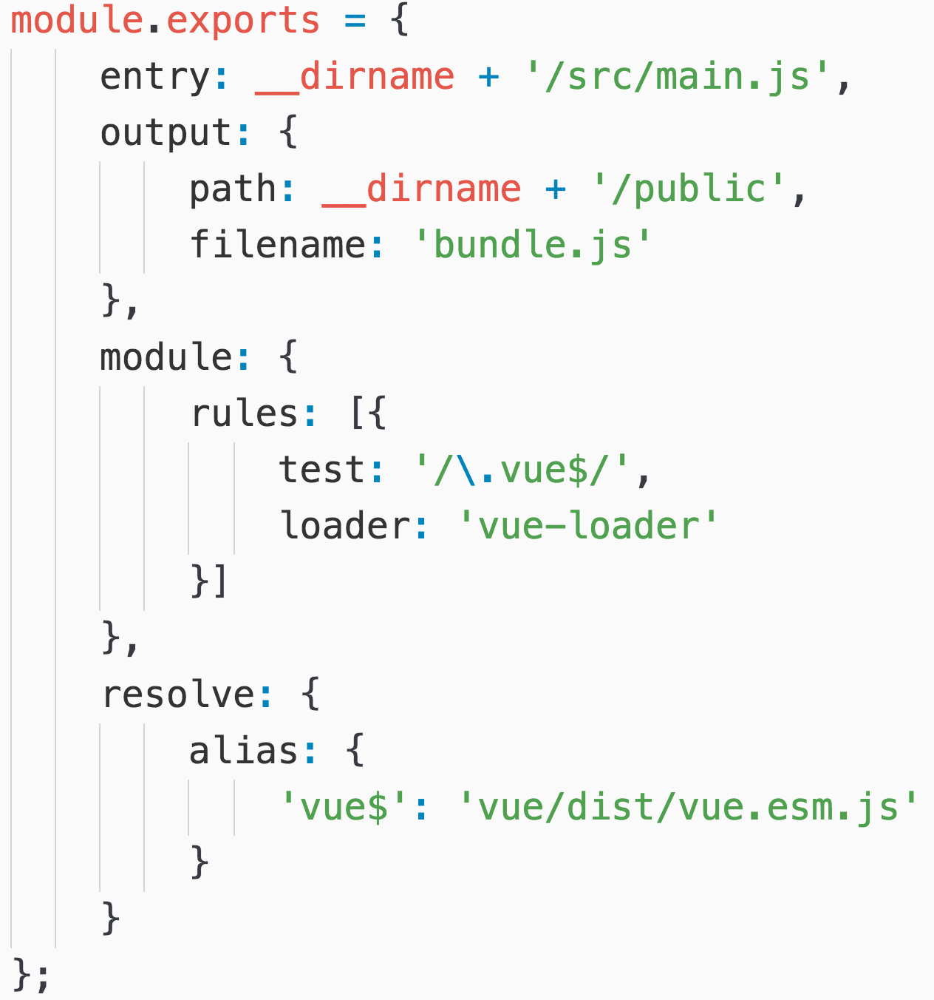 module.exports = {
    entry: __dirname + '/src/main.js',
    output: {
        path: __dirname + '/public',
        filename: 'bundle.js'
    },
    module: {
        rules: [{
            test: '/\.vue$/',
            loader: 'vue-loader'
        }]
    },
    resolve: {
        alias: {
            'vue$': 'vue/dist/vue.esm.js'
        }
    }
};